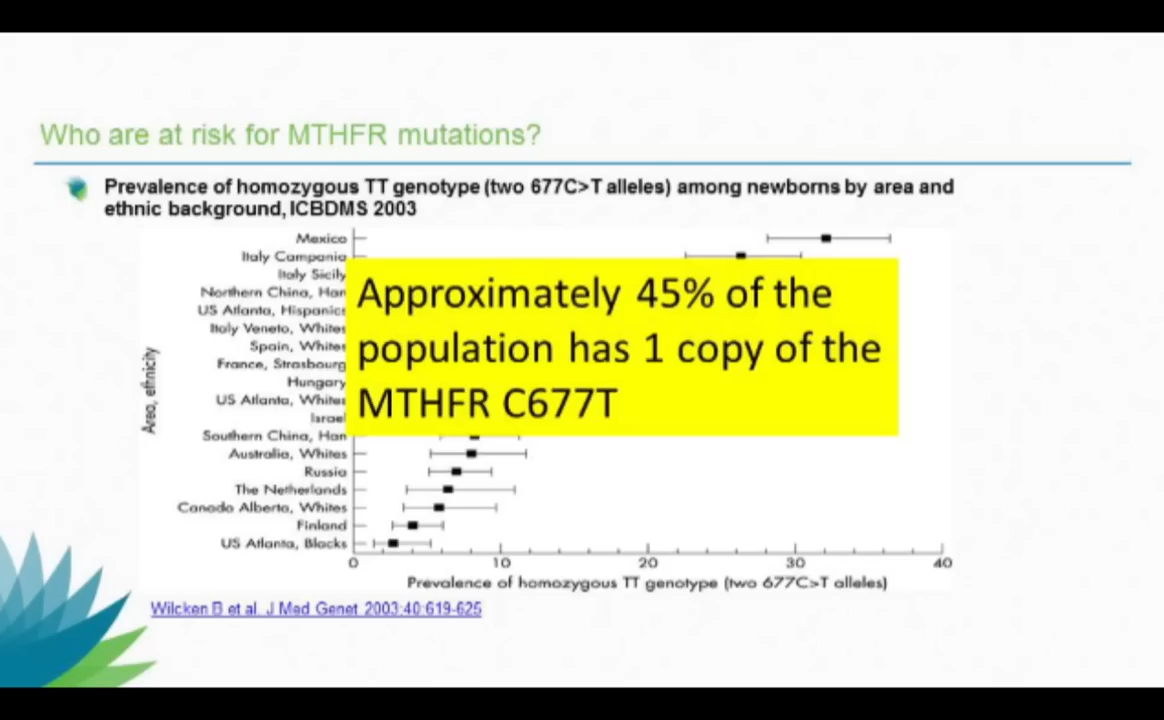 Who are at risk for MTHFR mutations?
Prevalence of homozygous TT genotype (two 677C>T alleles) among newborns by area and
ethnic background, ICBDMS 2003
Mexico
Italy Campania
Italy Sicily
Northern China, Han
US Atlanta, Hispanics
Italy Veneto, Whites
Spain, Whites
France, Strasbourg
Hungary
US Atlanta, Whites
Israel
Southern China, Han
Australia, Whites
Russia
The Netherlands
Canada Alberta, Whites
Finland
US Atlanta, Blacks
Area, ethnicity
Approximately 45% of the
population has 1 copy of the
MTHFR C677T
0 10 20 30 40
Prevalence of homozygous TT genotype (two 677C>T alleles)
Wilcken B et al. J Med Genet 2003;40:619-625